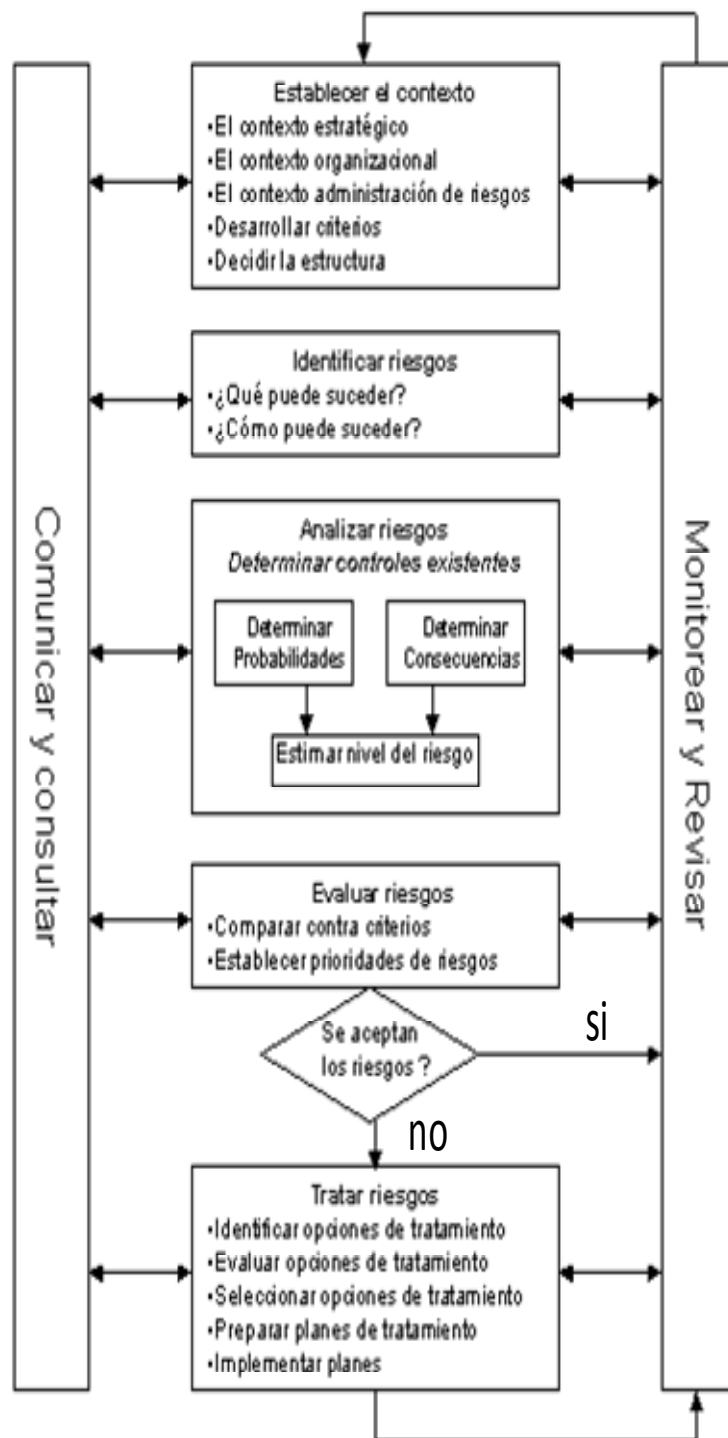 Establecer el contexto
•El contexto estratégico
•El contexto organizacional
•El contexto administración de riesgos
•Desarrollar criterios
•Decidir la estructura
Identificar riesgos
•¿Qué puede suceder?
•¿Cómo puede suceder?
Comunicar y consultar
Analizar riesgos
Determinar controles existentes
Determinar
Probabilidades
Determinar
Consecuencias
Estimar nivel del riesgo
Monitorear y Revisar
Evaluar riesgos
•Comparar contra criterios
•Establecer prioridades de riesgos
Se aceptan
los riesgos ?
si
no
Tratar riesgos
•Identificar opciones de tratamiento
•Evaluar opciones de tratamiento
•Seleccionar opciones de tratamiento
•Preparar planes de tratamiento
•Implementar planes